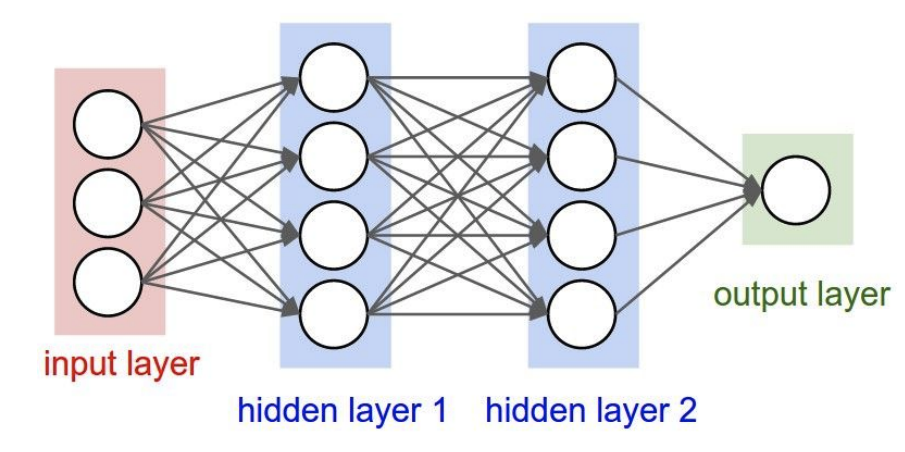 input layer
hidden layer 1
hidden layer 2
output layer